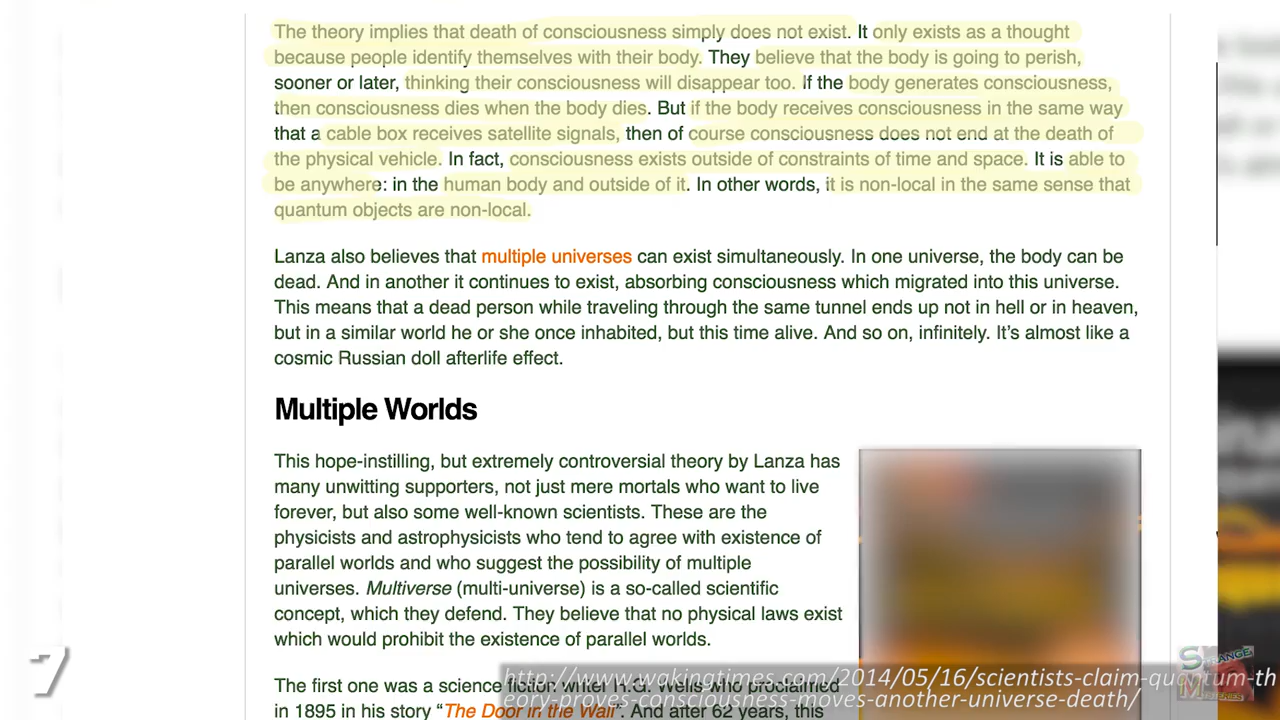 The theory implies that death of consciousness simply does not exist. It only exists as a thought
because people identify themselves with their body. They believe that the body is going to perish,
sooner or later, thinking their consciousness will disappear too. If the body generates consciousness,
then consciousness dies when the body dies. But if the body receives consciousness in the same way
that a cable box receives satellite signals, then of course consciousness does not end at the death of
the physical vehicle. In fact, consciousness exists outside of constraints of time and space. It is able to
be anywhere: in the human body and outside of it. In other words, it is non-local in the same sense that
quantum objects are non-local.
Lanza also believes that multiple universes can exist simultaneously. In one universe, the body can be
dead. And in another it continues to exist, absorbing consciousness which migrated into this universe.
This means that a dead person while traveling through the same tunnel ends up not in hell or in heaven,
but in a similar world he or she once inhabited, but this time alive. And so on, infinitely. It's almost like a
cosmic Russian doll afterlife effect.
Multiple Worlds
This hope-instilling, but extremely controversial theory by Lanza has
many unwitting supporters, not just mere mortals who want to live
forever, but also some well-known scientists. These are the
physicists and astrophysicists who tend to agree with existence of
parallel worlds and who suggest the possibility of multiple
universes. Multiverse (multi-universe) is a so-called scientific
concept, which they defend. They believe that no physical laws exist
which would prohibit the existence of parallel worlds.
The first one was a science fiction writer H.G. Wells who proclaimed
in 1895 in his story “The Door in the Wall”. And after 62 years, this
7
http://www.wakingtimes.com/2014/05/16/scientists-claim-quantum-th
eory-proves-consciousness-moves-another-universe-death/
STRANGE
MYSTERIES